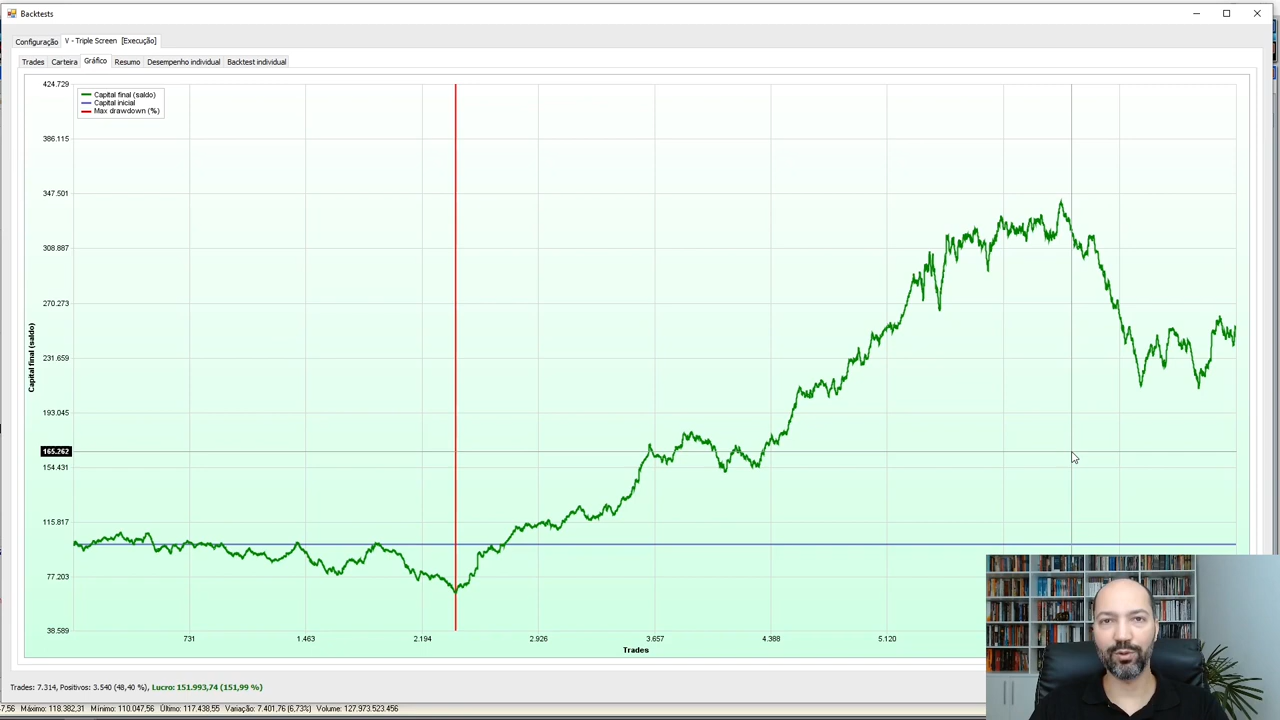 Backtests
Configuração V - Triple Screen [Execução]
Trades Carteira Gráfico Resumo Desempenho individual Backtest individual
424.729
Capital final (saldo)
Capital inicial
Max drawdown (%)
386.115
347.501
308.887
270.273
231.659
193.045
165.262
154.431
115.817
77.203
38.589
Capital final (saldo)
731 1.463 2.194 2.926 3.657 4.388 5.120
Trades
Trades: 7.314, Positivos: 3.540 (48,40 %), Lucro: 151.993,74 (151,99 %)
7,56 Máximo: 118.382,31 Mínimo: 110.047,56 Último: 117.438,55 Variação: 7.401,76 (6,73%) Volume: 127.973.523.456